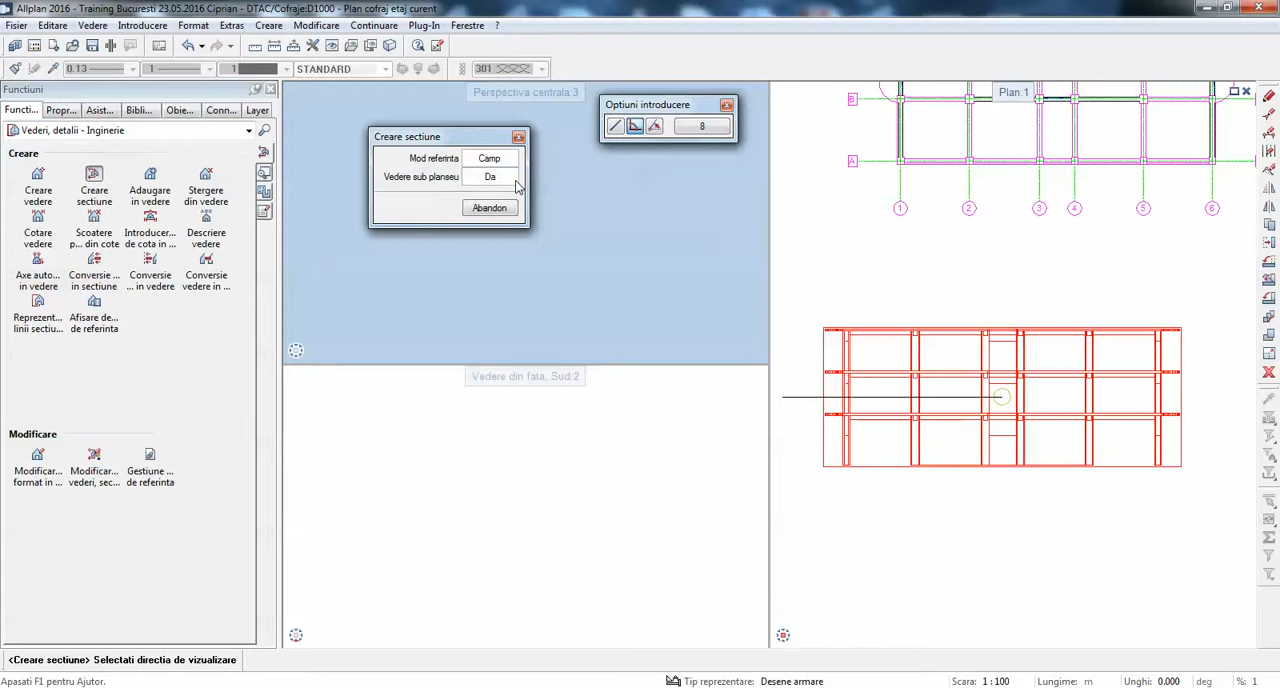 Allplan 2016 - Training Bucuresti 23.05.2016 Ciprian - DTAC/Cofraje:D1000 - Plan cofraj etaj curent
Fisier Editare Vedere Introducere Format Extras Creare Modificare Continuare Plug-In Ferestre ?
0.13 1 1 STANDARD 301
Functiuni
Functi... Propr... Asist... Bibli... Obie... Conn... Layer
Vederi, detalii - Inginerie
Creare
Creare vedere
Creare sectiune
Adaugare in vedere
Stergere din vedere
Cotare vedere
Scoatere p... din cote
Introducer... de cota in ...
Descriere vedere
Axe auto... in vedere
Conversie ... in sectiune
Conversie ... in vedere
Conversie vedere in ...
Reprezent... linii sectiu...
Afisare de... de referinta
Modificare
Modificar... format in ...
Modificar... vederi, sec...
Gestiune ... de referinta
Perspectiva centrala:3
Creare sectiune
Mod referinta Camp
Vedere sub planseu Da
Abandon
Optiuni introducere
8
Vedere din fata, Sud:2
Plan:1
B
A
1 2 3 4 5 6
<Creare sectiune> Selectati directia de vizualizare
Apasati F1 pentru Ajutor. Tip reprezentare: Desene armare Scara: 1 : 100 Lungime: m Unghi: 0.000 deg %: 1